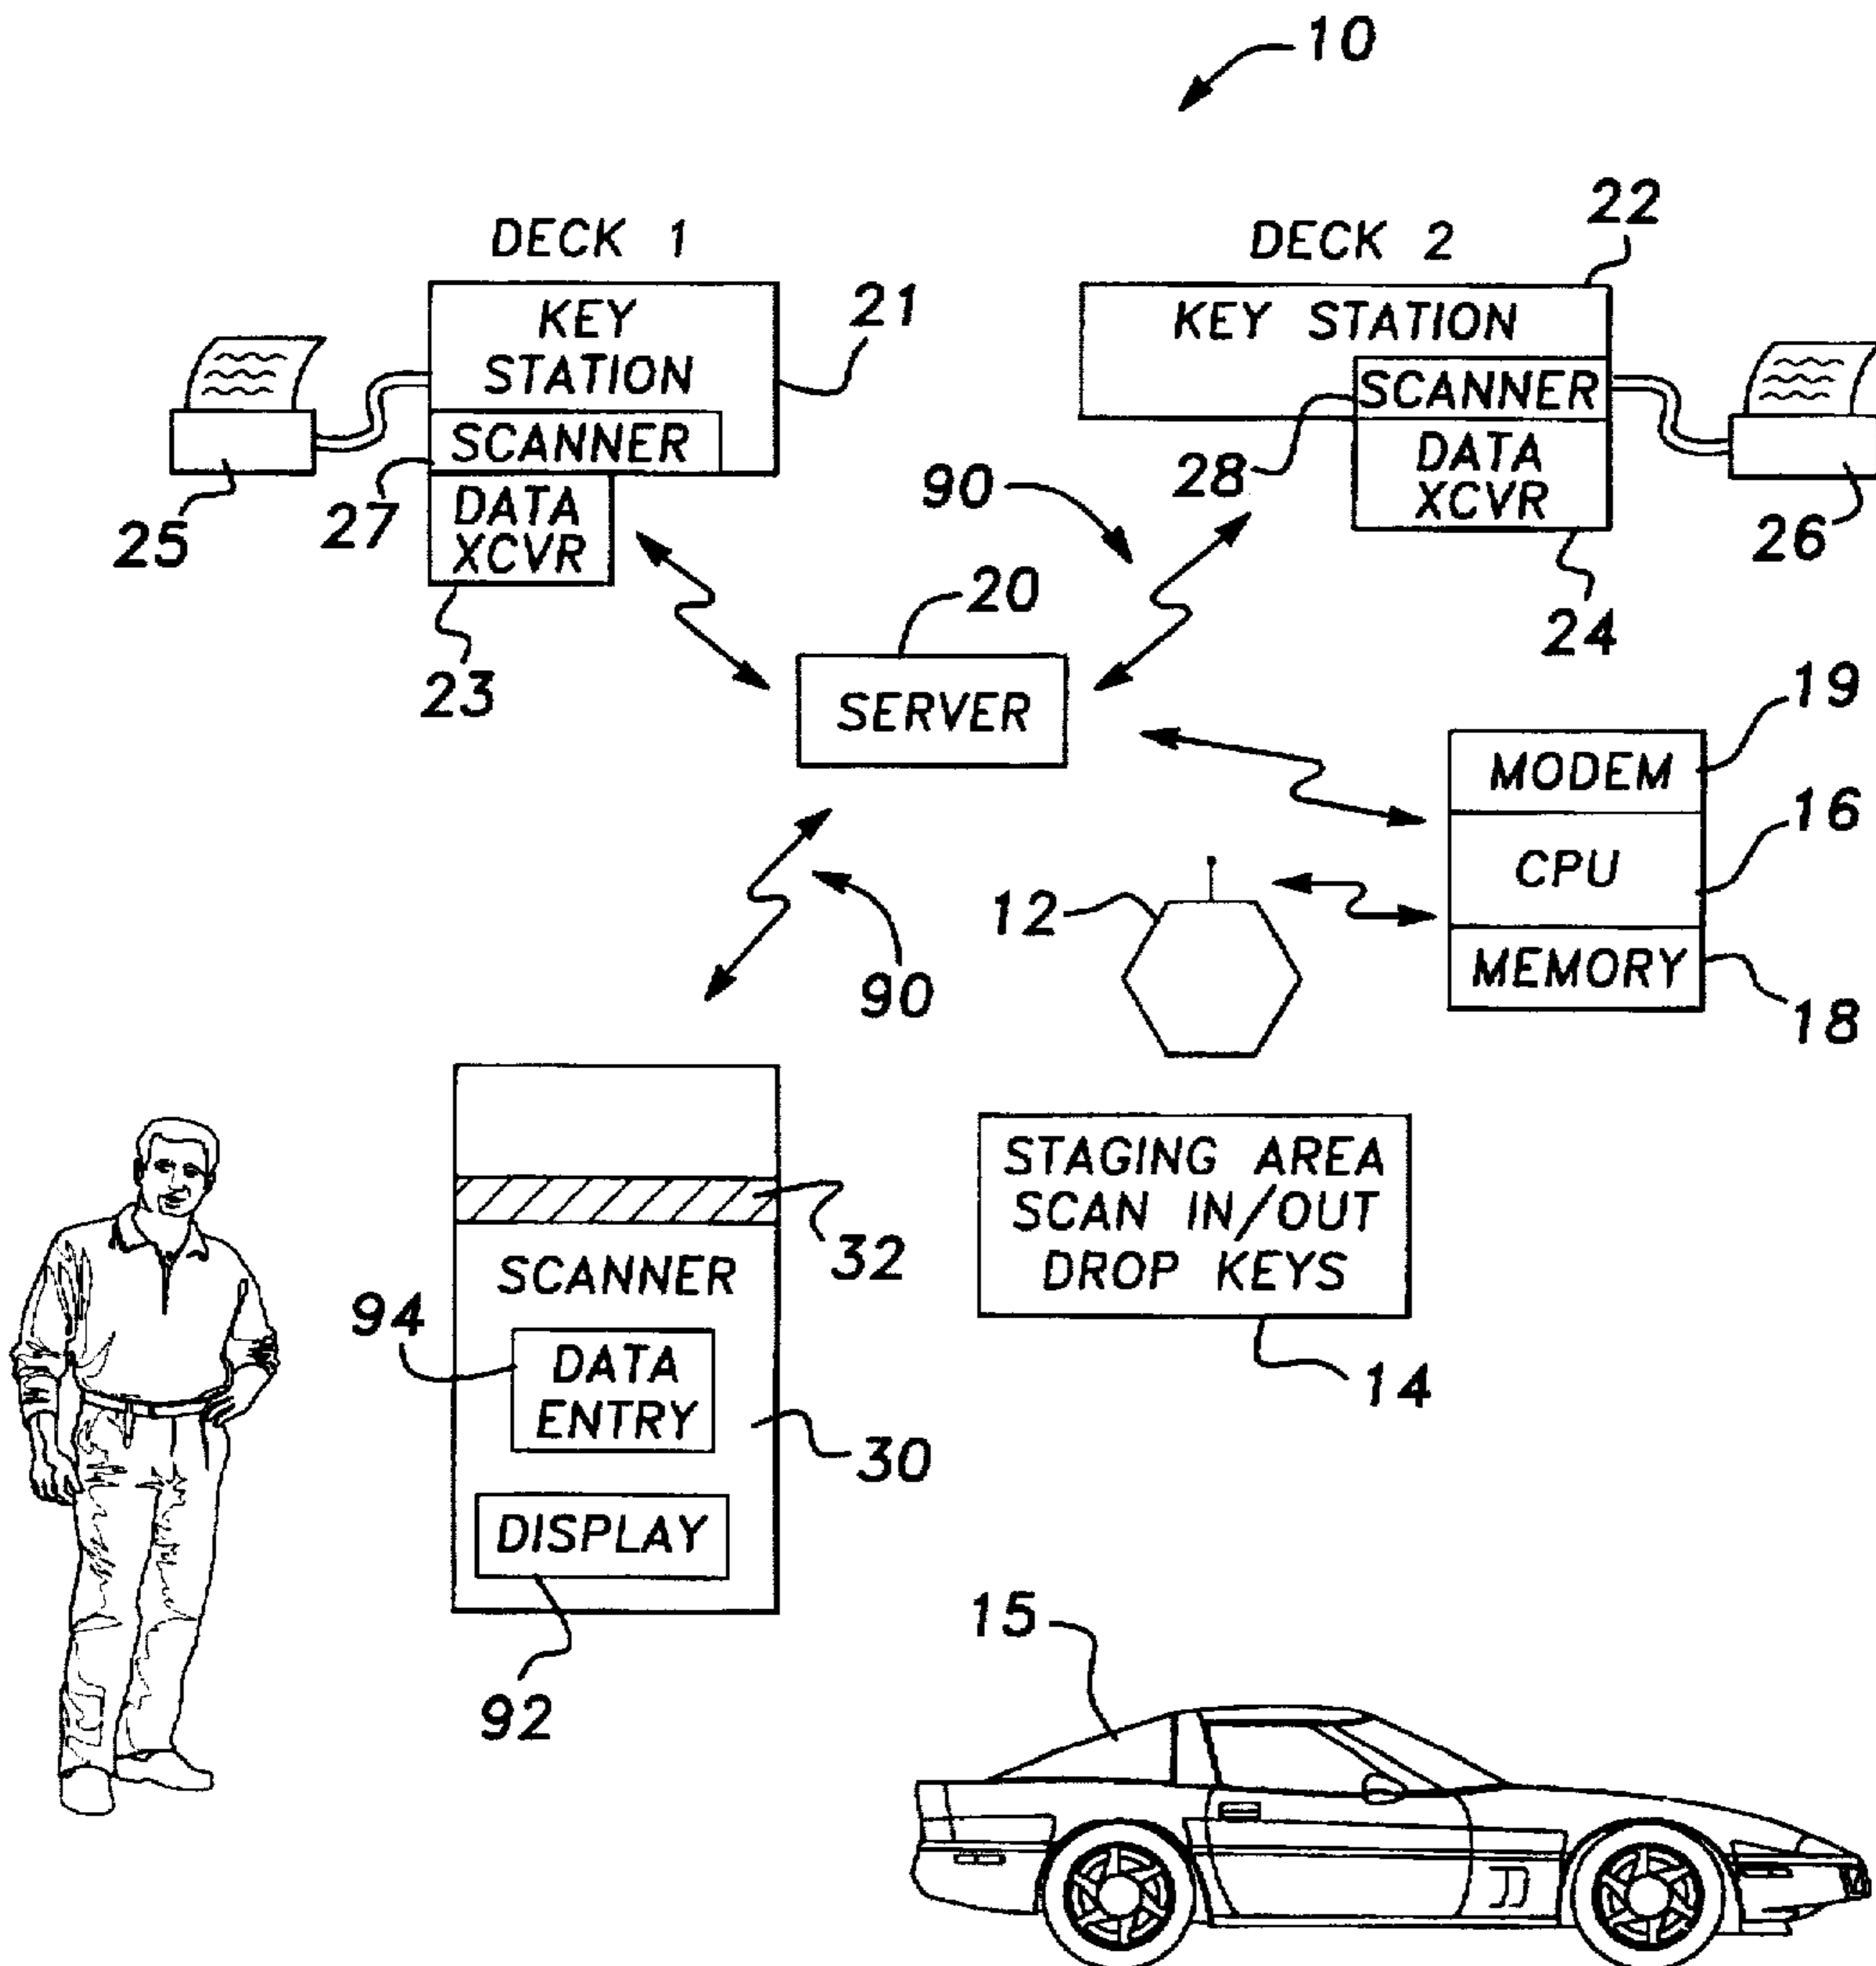 10
DECK 1
DECK 2
22
KEY
STATION
21
KEY STATION
SCANNER
SCANNER
28
DATA
XCVR
27
DATA
XCVR
25
26
90
23
24
20
SERVER
19
MODEM
16
CPU
12
MEMORY
18
90
32
SCANNER
STAGING AREA
SCAN IN/OUT
DROP KEYS
94
DATA
ENTRY
14
30
DISPLAY
92
15